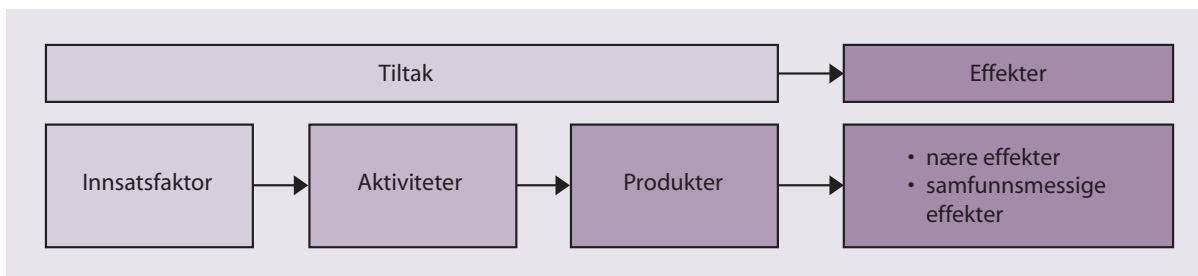 Tiltak
Effekter
Innsatsfaktor
Aktiviteter
Produkter
• nære effekter
• samfunnsmessige
effekter